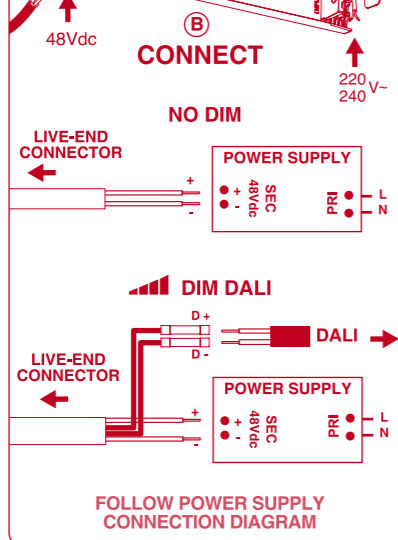 48Vdc
B
CONNECT
220
240 V~
NO DIM
LIVE-END
CONNECTOR
+
-
POWER SUPPLY
+
-
SEC
48Vdc
PRI
L
N
DIM DALI
D +
D -
DALI
LIVE-END
CONNECTOR
+
-
POWER SUPPLY
+
-
SEC
48Vdc
PRI
L
N
FOLLOW POWER SUPPLY
CONNECTION DIAGRAM